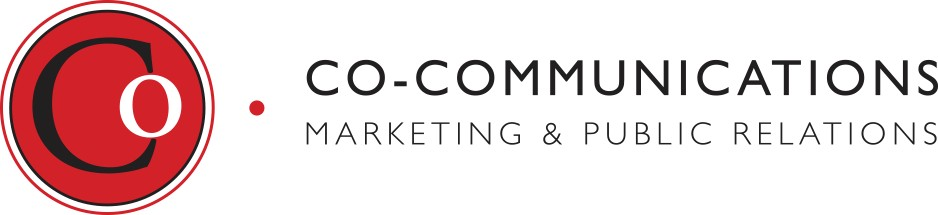 Co
CO-COMMUNICATIONS
MARKETING & PUBLIC RELATIONS